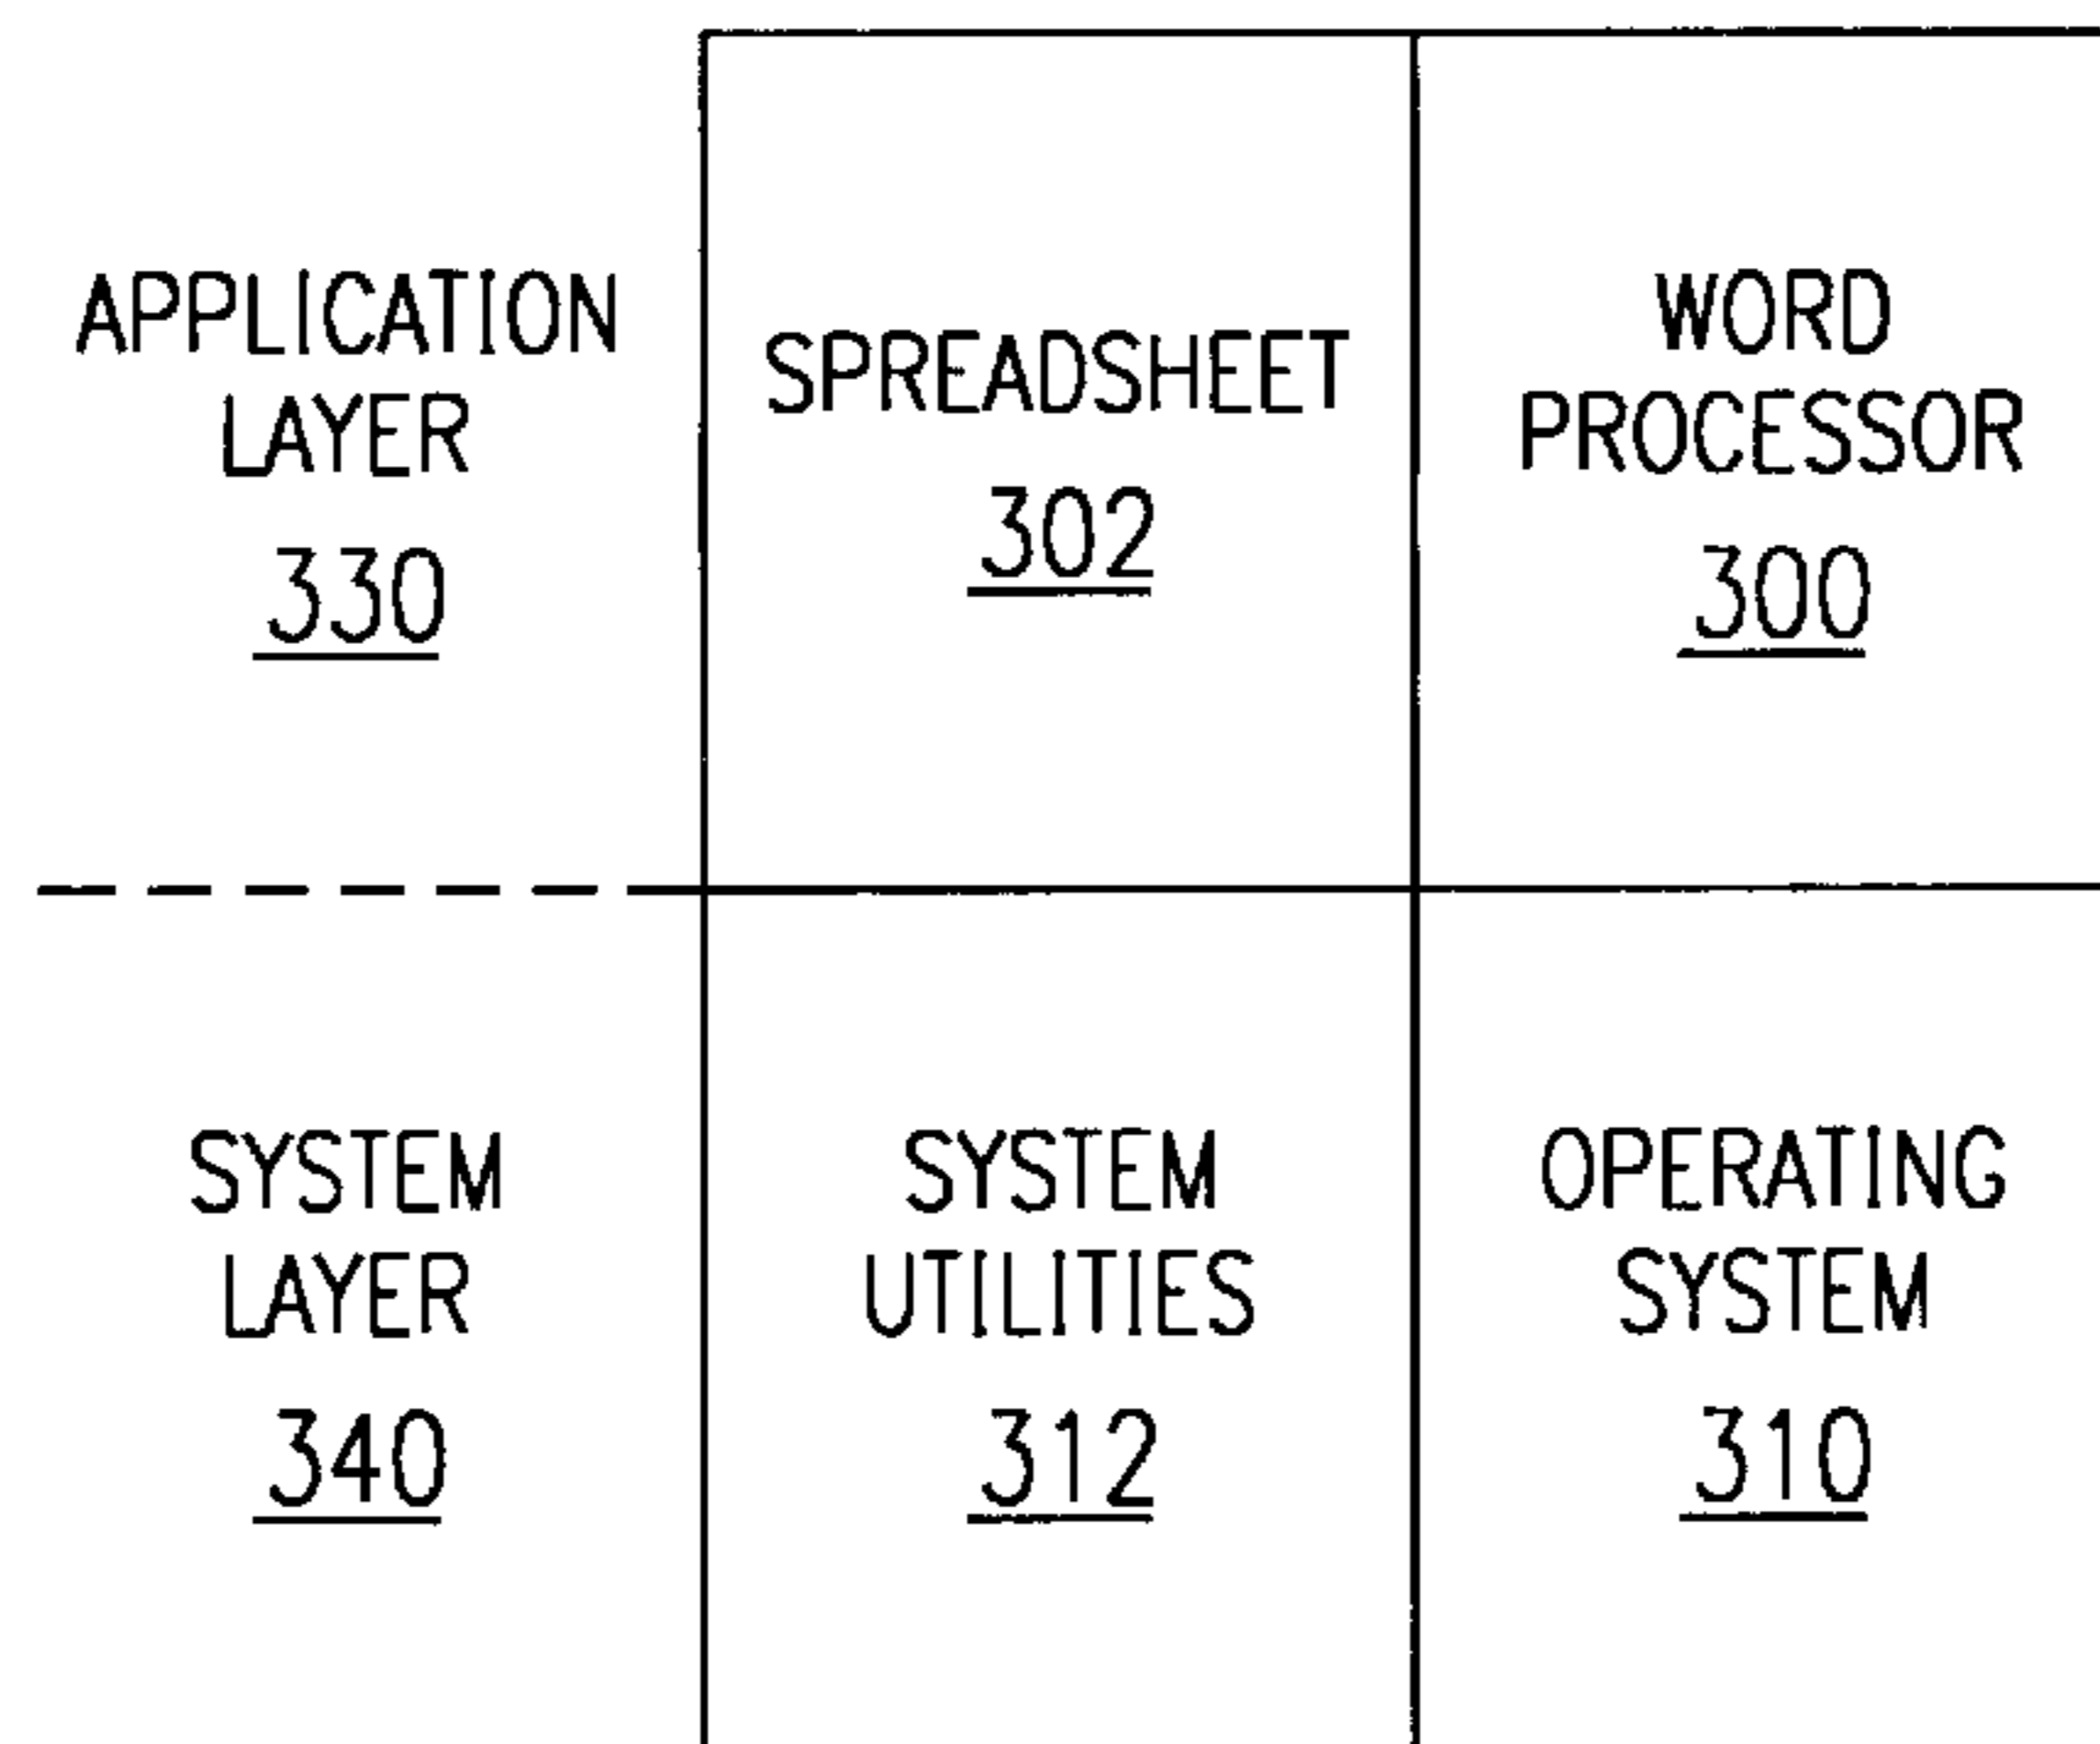 APPLICATION
LAYER
330
SPREADSHEET
302
WORD
PROCESSOR
300
SYSTEM
LAYER
340
SYSTEM
UTILITIES
312
OPERATING
SYSTEM
310